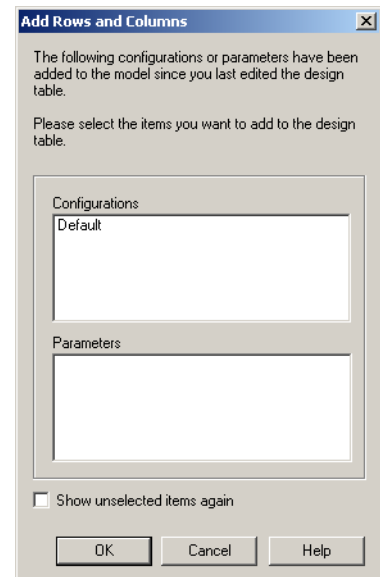 Add Rows and Columns
The following configurations or parameters have been
added to the model since you last edited the design
table.
Please select the items you want to add to the design
table.
Configurations
Default
Parameters
Show unselected items again
OK Cancel Help